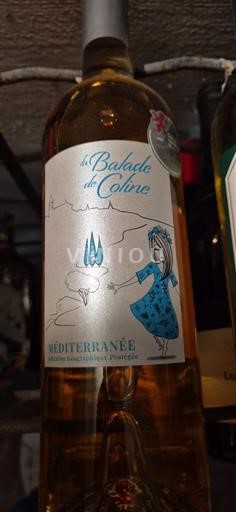 la Balade
de Coline
MÉDITERRANÉE
Indication Géographique Protégée